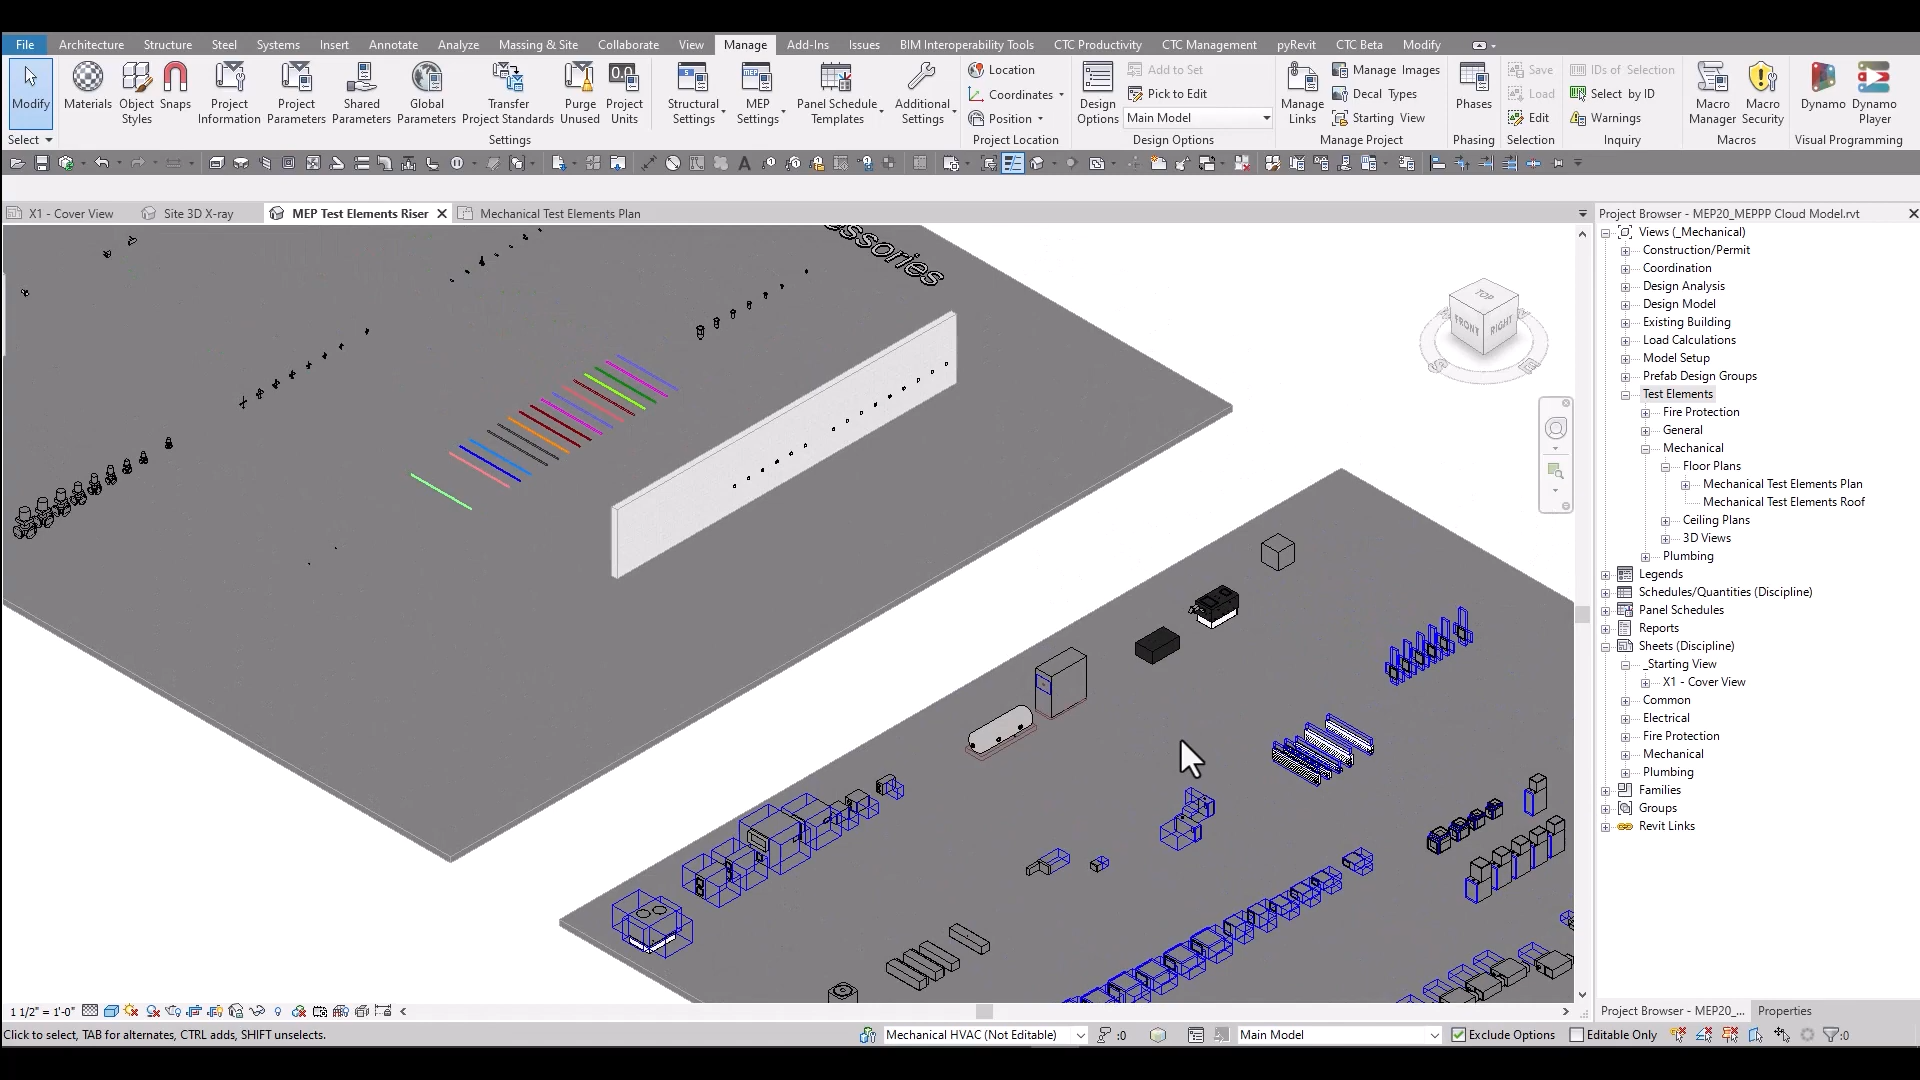 File Architecture Structure Steel Systems Insert Annotate Analyze Massing & Site Collaborate View Manage Add-Ins Issues BIM Interoperability Tools CTC Productivity CTC Management pyRevit CTC Beta Modify
Modify
Materials
Object Styles
Snaps
Project Information
Project Parameters
Shared Parameters
Global Parameters
Transfer Project Standards
Purge Unused
Project Units
Structural Settings
MEP Settings
Panel Schedule Templates
Additional Settings
Location
Coordinates
Position
Design Options
Add to Set
Pick to Edit
Main Model
Manage Links
Manage Images
Decal Types
Starting View
Phases
Save
Load
Edit
IDs of Selection
Select by ID
Warnings
Macro Manager
Macro Security
Dynamo
Dynamo Player
Select Settings Project Location Design Options Manage Project Phasing Selection Inquiry Macros Visual Programming
X1 - Cover View Site 3D X-ray MEP Test Elements Riser Mechanical Test Elements Plan
Project Browser - MEP20_MEPPP Cloud Model.rvt
Views (_Mechanical)
Construction/Permit
Coordination
Design Analysis
Design Model
Existing Building
Load Calculations
Model Setup
Prefab Design Groups
Test Elements
Fire Protection
General
Mechanical
Floor Plans
Mechanical Test Elements Plan
Mechanical Test Elements Roof
Ceiling Plans
3D Views
Plumbing
Legends
Schedules/Quantities (Discipline)
Panel Schedules
Reports
Sheets (Discipline)
_Starting View
X1 - Cover View
Common
Electrical
Fire Protection
Mechanical
Plumbing
Families
Groups
Revit Links
essories
TOP
FRONT
RIGHT
S
E
1 1/2" = 1'-0"
Project Browser - MEP20_... Properties
Click to select, TAB for alternates, CTRL adds, SHIFT unselects.
Mechanical HVAC (Not Editable) :0 Main Model Exclude Options Editable Only :0